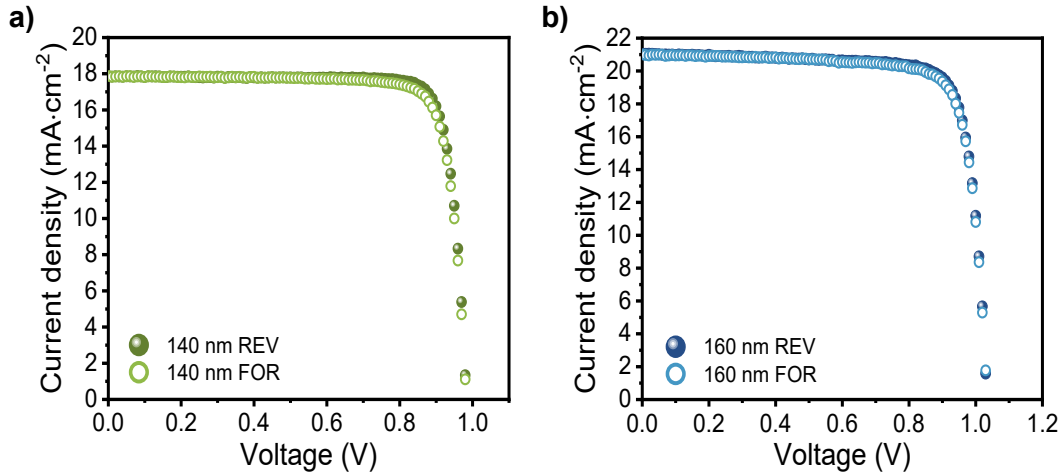 a)
Current density (mA·cm⁻²)
20
18
16
14
12
10
8
6
4
2
0
140 nm REV
140 nm FOR
0.0 0.2 0.4 0.6 0.8 1.0
Voltage (V)
b)
Current density (mA·cm⁻²)
22
20
18
16
14
12
10
8
6
4
2
0
160 nm REV
160 nm FOR
0.0 0.2 0.4 0.6 0.8 1.0 1.2
Voltage (V)